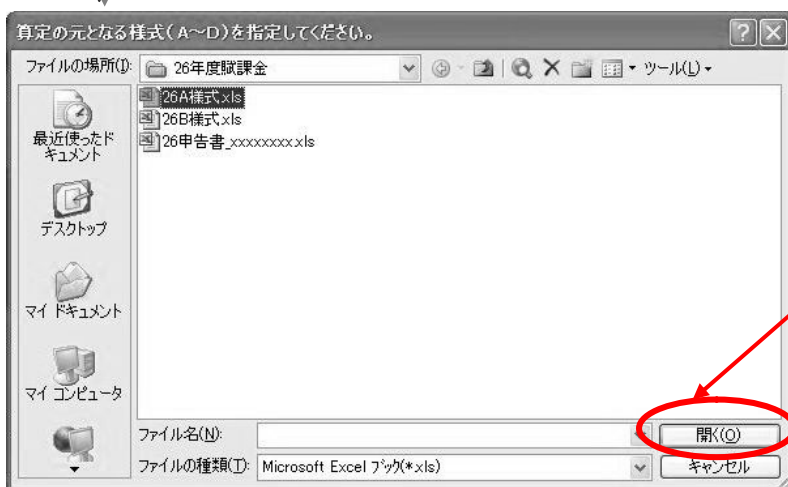 算定の元となる様式(A～D)を指定してください。
ファイルの場所(I):
26年度賦課金
ツール(L)
26A様式.xls
26B様式.xls
26申告書_xxxxxxxx.xls
最近使ったド
キュメント
デスクトップ
マイ ドキュメント
マイ コンピュータ
ファイル名(N):
開く(O)
ファイルの種類(T):
Microsoft Excel ブック(*.xls)
キャンセル